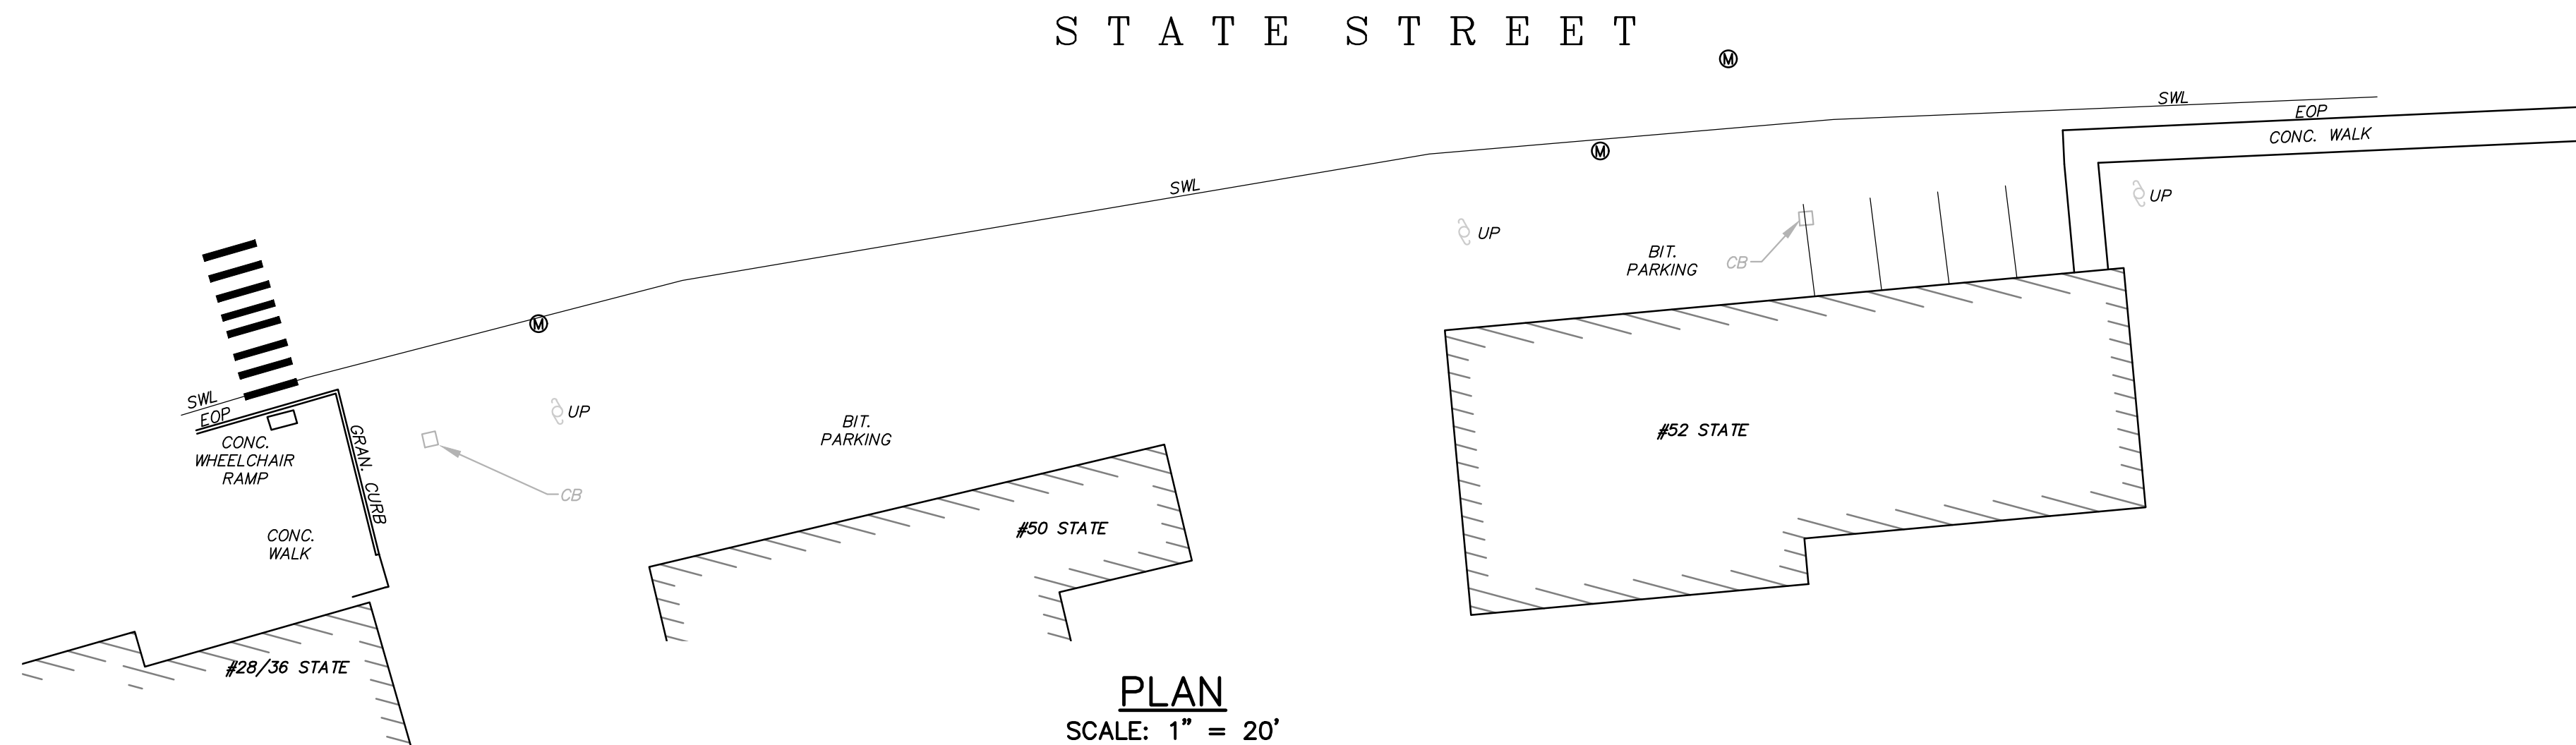 STATE STREET
M
SWL
EOP
CONC. WALK
M
SWL
UP
UP
BIT.
PARKING
CB
M
SWL
EOP
UP
CONC.
WHEELCHAIR
RAMP
GRAN. CURB
BIT.
PARKING
#52 STATE
CB
CONC.
WALK
#50 STATE
#28/36 STATE
PLAN
SCALE: 1" = 20'